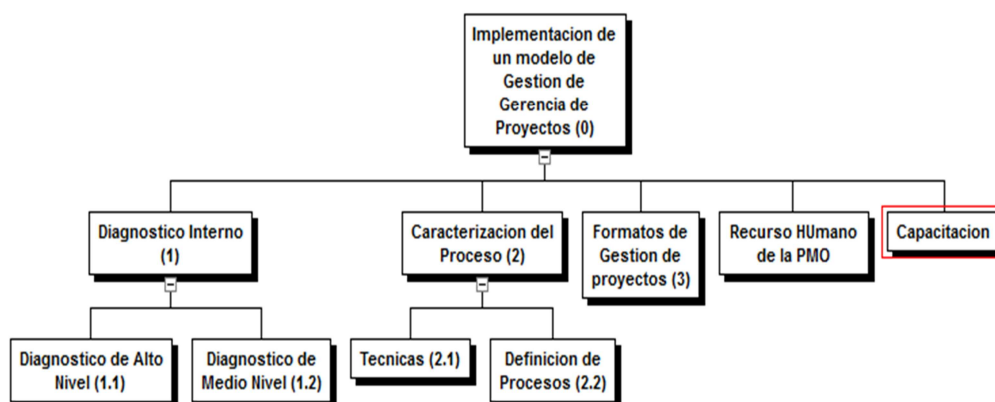 Implementacion de
un modelo de
Gestion de
Gerencia de
Proyectos (0)
Diagnostico Interno
(1)
Caracterizacion del
Proceso (2)
Formatos de
Gestion de
proyectos (3)
Recurso HUmano
de la PMO
Capacitacion
Diagnostico de Alto
Nivel (1.1)
Diagnostico de
Medio Nivel (1.2)
Tecnicas (2.1)
Definicion de
Procesos (2.2)